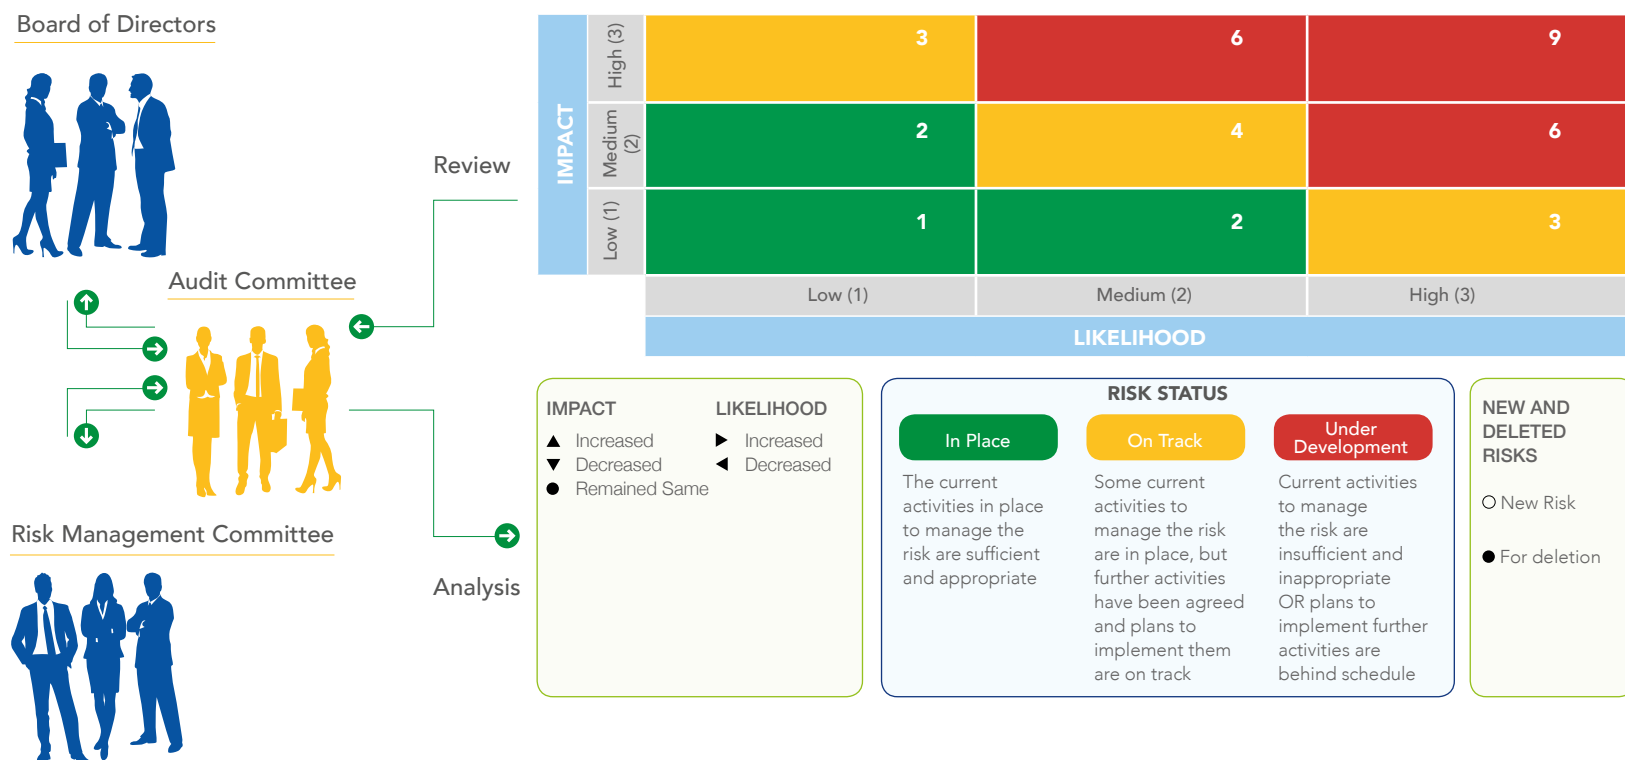 Board of Directors
Audit Committee
Risk Management Committee
Review
Analysis
IMPACT
High (3)
Medium
(2)
Low (1)
3
6
9
2
4
6
1
2
3
Low (1)
Medium (2)
High (3)
LIKELIHOOD
IMPACT
▲ Increased
▼ Decreased
● Remained Same
LIKELIHOOD
▶ Increased
◀ Decreased
RISK STATUS
In Place
The current
activities in place
to manage the
risk are sufficient
and appropriate
On Track
Some current
activities to
manage the risk
are in place, but
further activities
have been agreed
and plans to
implement them
are on track
Under
Development
Current activities
to manage
the risk are
insufficient and
inappropriate
OR plans to
implement further
activities are
behind schedule
NEW AND
DELETED
RISKS
○ New Risk
● For deletion